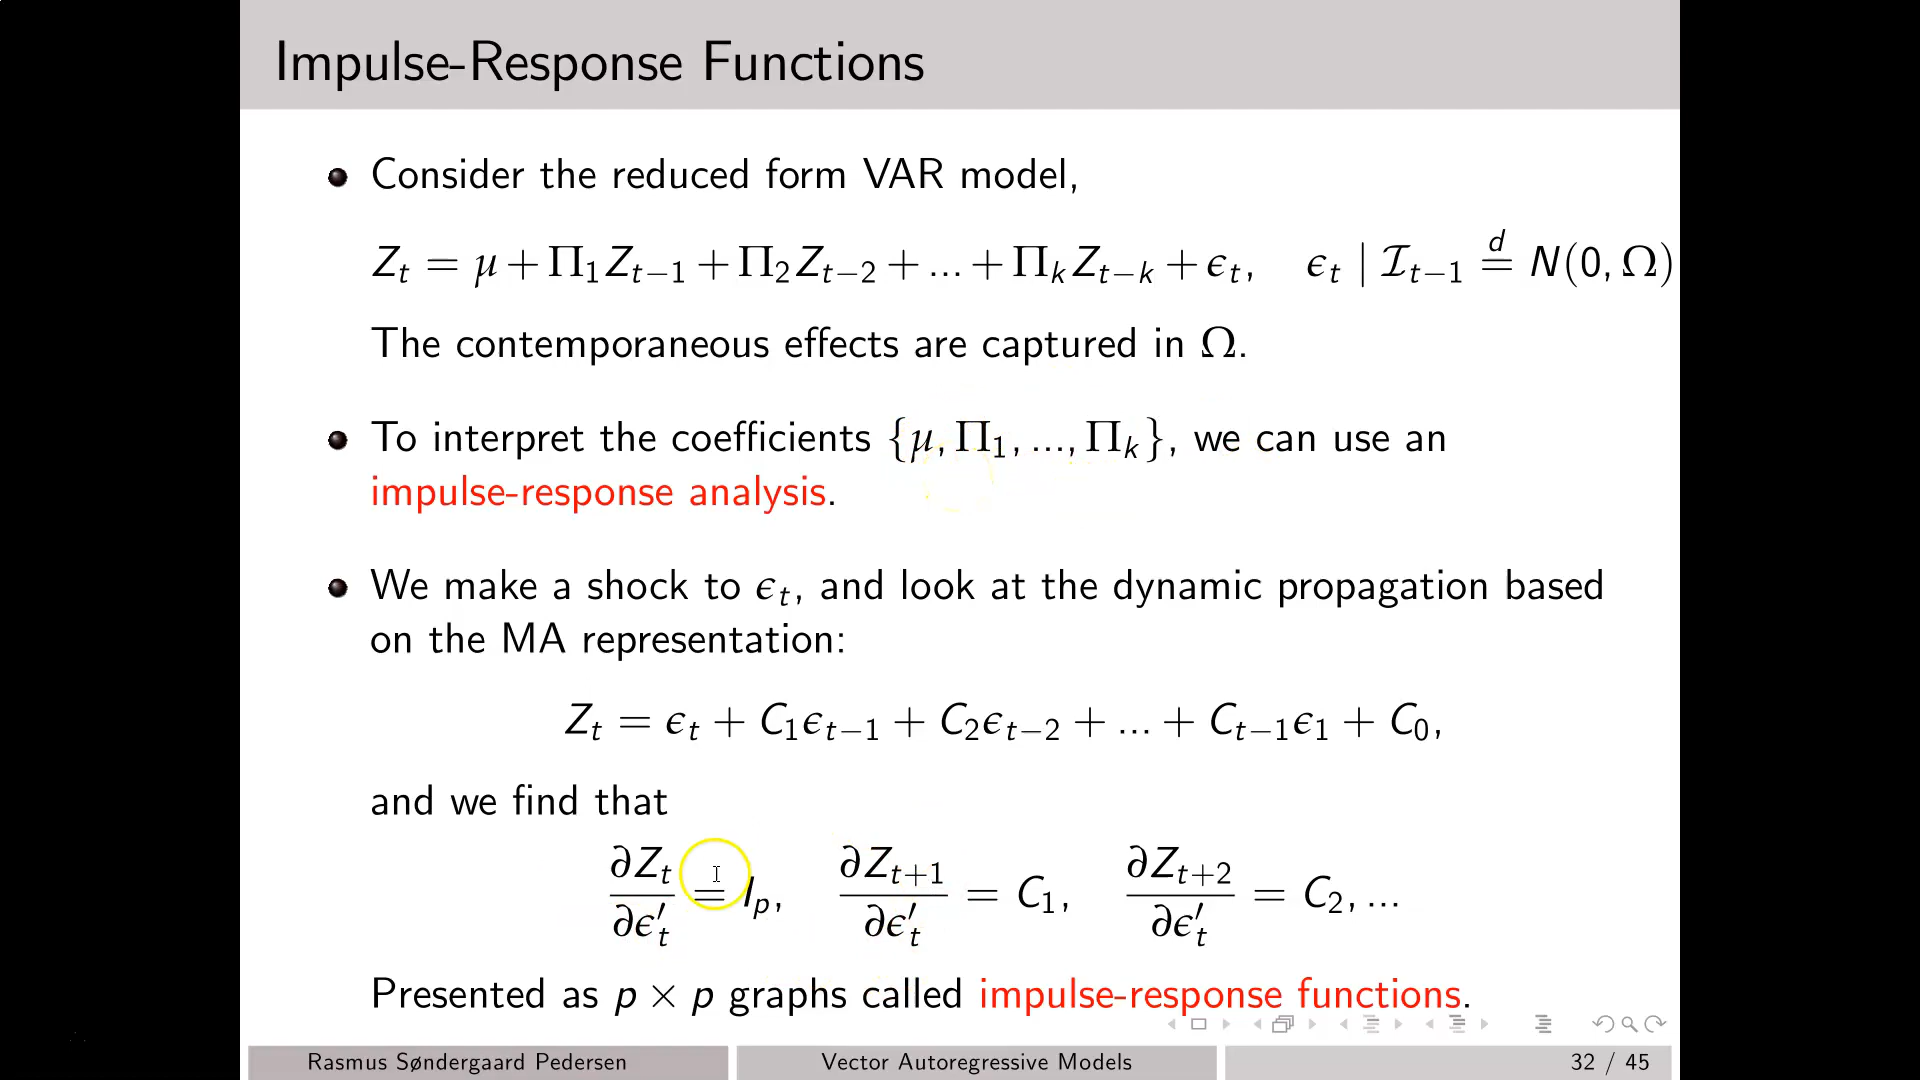 Impulse-Response Functions
Consider the reduced form VAR model,
Z_t = μ + Π_1 Z_{t−1} + Π_2 Z_{t−2} + ... + Π_k Z_{t−k} + ϵ_t,   ϵ_t | ℐ_{t−1} =^d N(0, Ω)
The contemporaneous effects are captured in Ω.
To interpret the coefficients {μ, Π_1, ..., Π_k}, we can use an
impulse-response analysis.
We make a shock to ϵ_t, and look at the dynamic propagation based
on the MA representation:
Z_t = ϵ_t + C_1 ϵ_{t−1} + C_2 ϵ_{t−2} + ... + C_{t−1} ϵ_1 + C_0,
and we find that
∂Z_t/∂ϵ′_t = I_p,   ∂Z_{t+1}/∂ϵ′_t = C_1,   ∂Z_{t+2}/∂ϵ′_t = C_2, ...
Presented as p × p graphs called impulse-response functions.
Rasmus Søndergaard Pedersen   Vector Autoregressive Models   32 / 45